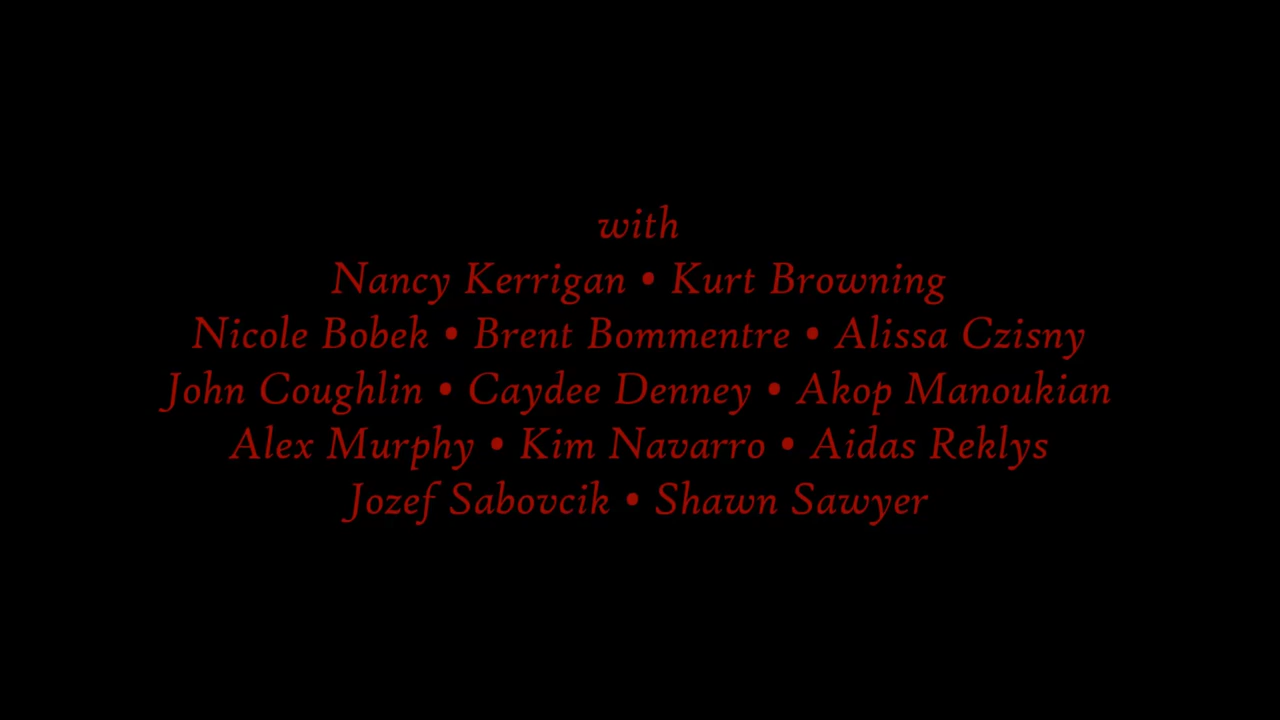 with
Nancy Kerrigan • Kurt Browning
Nicole Bobek • Brent Bommentre • Alissa Czisny
John Coughlin • Caydee Denney • Akop Manoukian
Alex Murphy • Kim Navarro • Aidas Reklys
Jozef Sabovcik • Shawn Sawyer